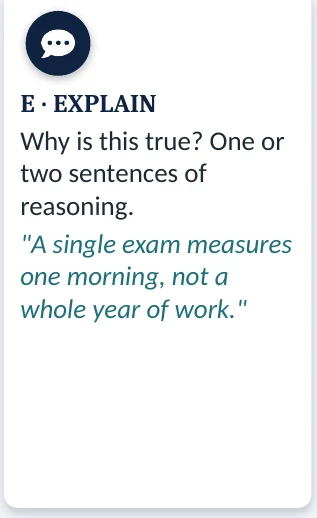 E · EXPLAIN
Why is this true? One or
two sentences of
reasoning.
"A single exam measures
one morning, not a
whole year of work."